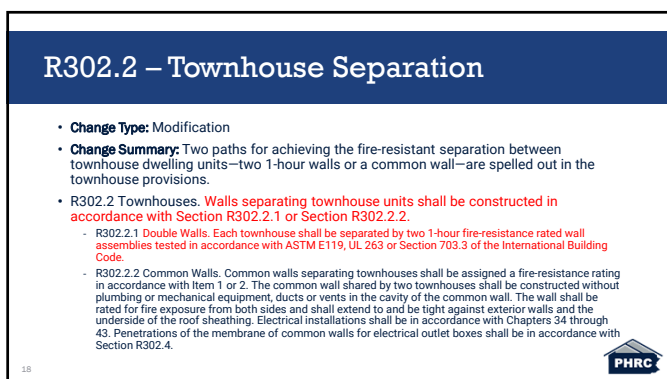 R302.2 – Townhouse Separation
• Change Type: Modification
• Change Summary: Two paths for achieving the fire-resistant separation between
townhouse dwelling units—two 1-hour walls or a common wall—are spelled out in the
townhouse provisions.
• R302.2 Townhouses. Walls separating townhouse units shall be constructed in
accordance with Section R302.2.1 or Section R302.2.2.
- R302.2.1 Double Walls. Each townhouse shall be separated by two 1-hour fire-resistance rated wall
assemblies tested in accordance with ASTM E119, UL 263 or Section 703.3 of the International Building
Code.
- R302.2.2 Common Walls. Common walls separating townhouses shall be assigned a fire-resistance rating
in accordance with Item 1 or 2. The common wall shared by two townhouses shall be constructed without
plumbing or mechanical equipment, ducts or vents in the cavity of the common wall. The wall shall be
rated for fire exposure from both sides and shall extend to and be tight against exterior walls and the
underside of the roof sheathing. Electrical installations shall be in accordance with Chapters 34 through
43. Penetrations of the membrane of common walls for electrical outlet boxes shall be in accordance with
Section R302.4.
18
PHRC